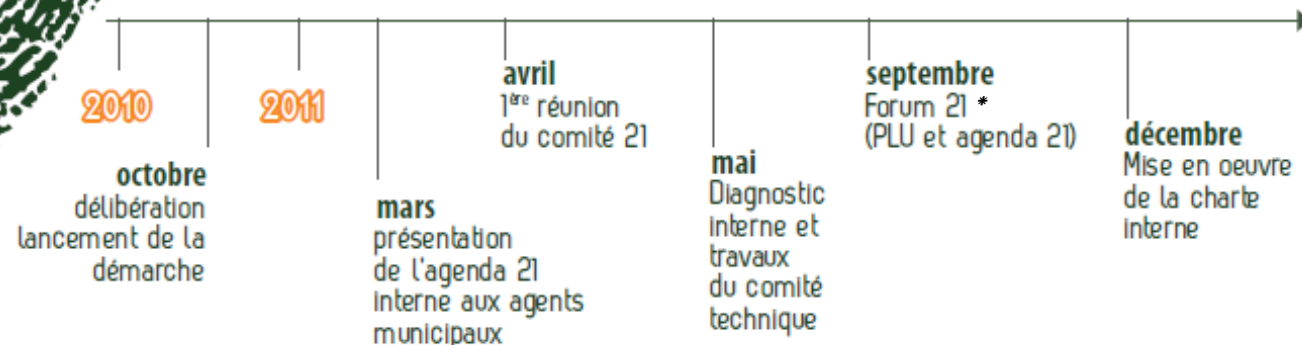 2010
octobre
délibération
lancement de la
démarche
2011
mars
présentation
de l'agenda 21
interne aux agents
municipaux
avril
1ère réunion
du comité 21
mai
Diagnostic
interne et
travaux
du comité
technique
septembre
Forum 21 *
(PLU et agenda 21)
décembre
Mise en oeuvre
de la charte
interne